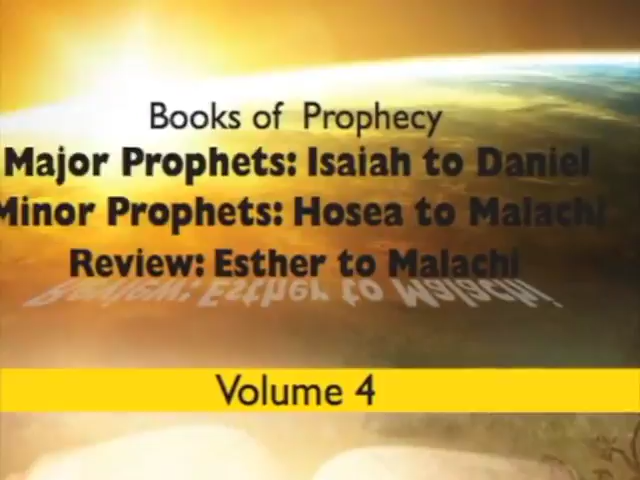 Books of Prophecy
Major Prophets: Isaiah to Daniel
Minor Prophets: Hosea to Malachi
Review: Esther to Malachi
Volume 4